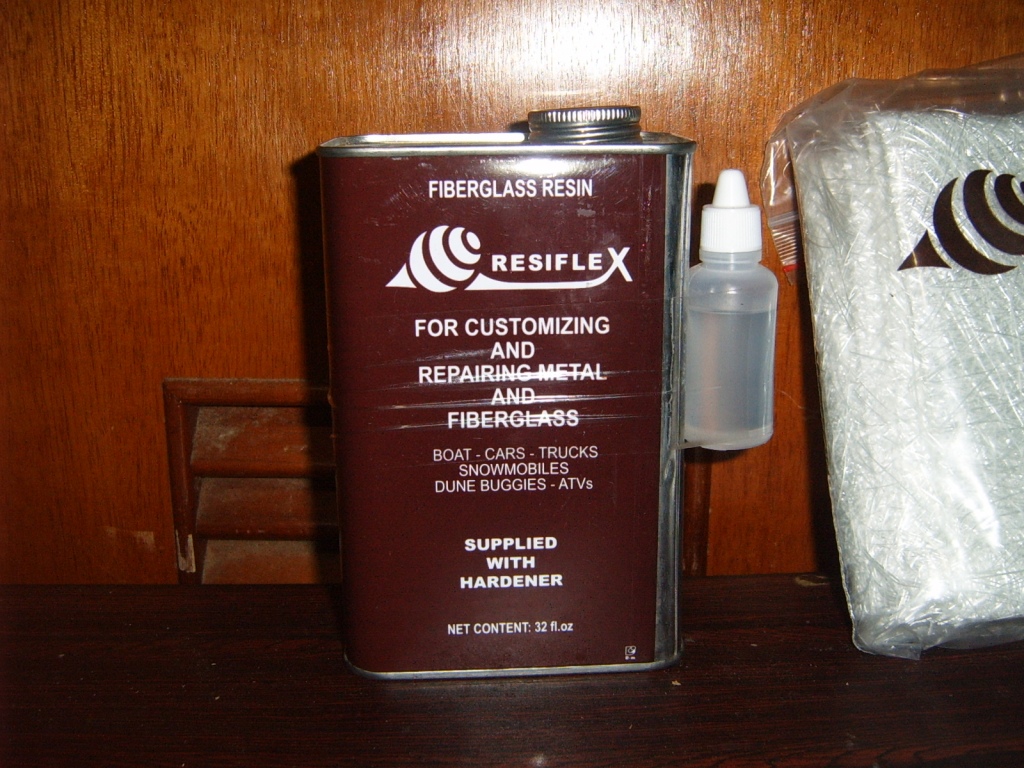 FIBERGLASS RESIN
RESIFLEX
FOR CUSTOMIZING
AND
REPAIRING METAL
AND
FIBERGLASS
BOAT - CARS - TRUCKS
SNOWMOBILES
DUNE BUGGIES - ATVs
SUPPLIED
WITH
HARDENER
NET CONTENT: 32 fl.oz